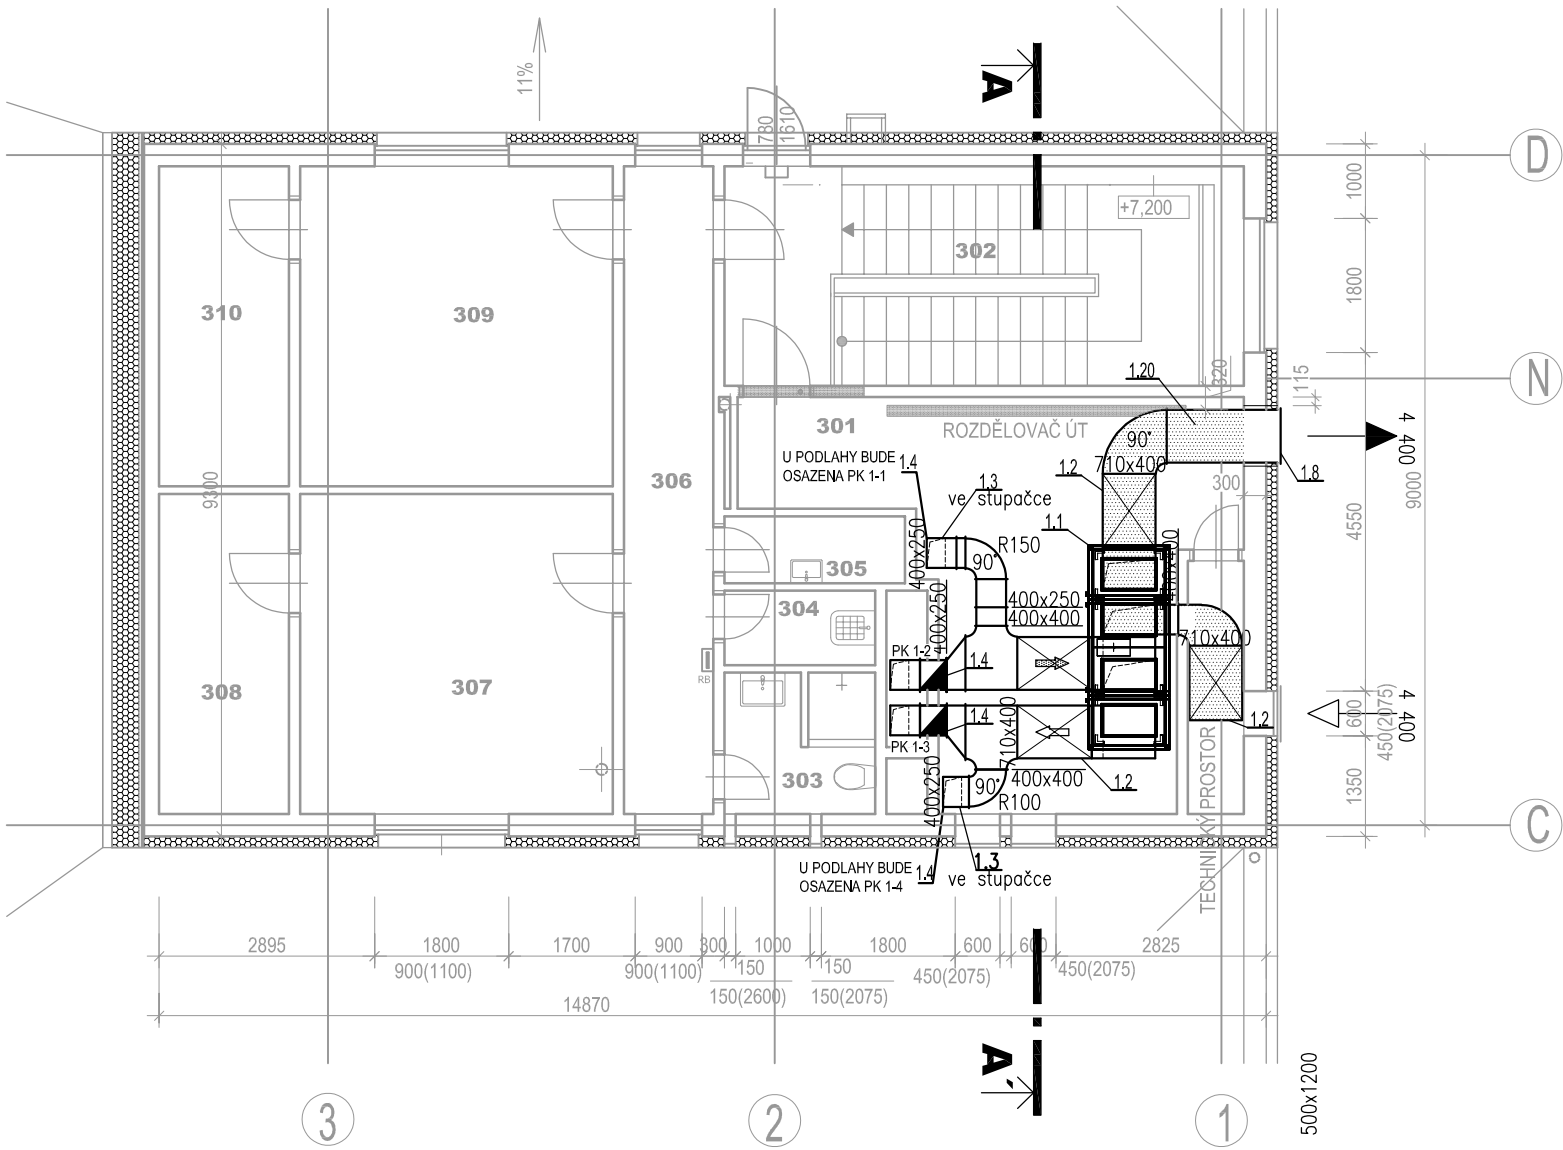 11%
A
780
1610
D
1000
+7,200
302
1800
310
309
9300
320
115
N
1.20
301
ROZDĚLOVAČ ÚT
90°
710x400
4 400
9000
U PODLAHY BUDE
OSAZENA PK 1-1
1.4
1.3
ve stupačce
1.2
300
1.8
306
4550
1.1
R150
90°
400x250
400x400
305
400x250
400x400
304
400x250
710x400
PK 1-2
1.4
RB
308
307
600
450(2075)
4 400
1.4
1.2
PK 1-3
710x400
303
400x250
90°
400x400
1.2
R100
1350
TECHNICKÝ PROSTOR
C
U PODLAHY BUDE
OSAZENA PK 1-4
1.4
1.3
ve stupačce
2895
1800
1700
900
300
1000
1800
600
600
2825
900(1100)
900(1100)
150
150(2600)
150
150(2075)
450(2075)
450(2075)
14870
A'
500x1200
3
2
1